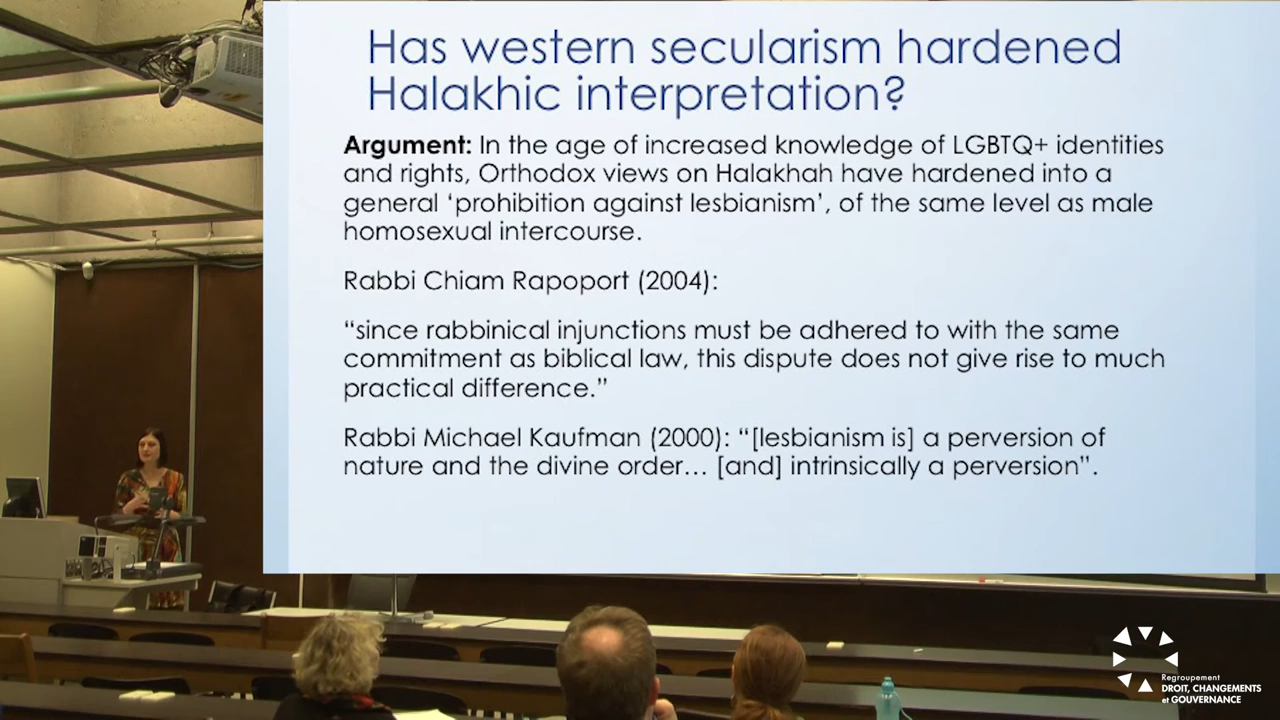 Has western secularism hardened
Halakhic interpretation?
Argument: In the age of increased knowledge of LGBTQ+ identities
and rights, Orthodox views on Halakhah have hardened into a
general ‘prohibition against lesbianism’, of the same level as male
homosexual intercourse.
Rabbi Chiam Rapoport (2004):
“since rabbinical injunctions must be adhered to with the same
commitment as biblical law, this dispute does not give rise to much
practical difference.”
Rabbi Michael Kaufman (2000): “[lesbianism is] a perversion of
nature and the divine order… [and] intrinsically a perversion”.
Regroupement
DROIT, CHANGEMENTS
et GOUVERNANCE